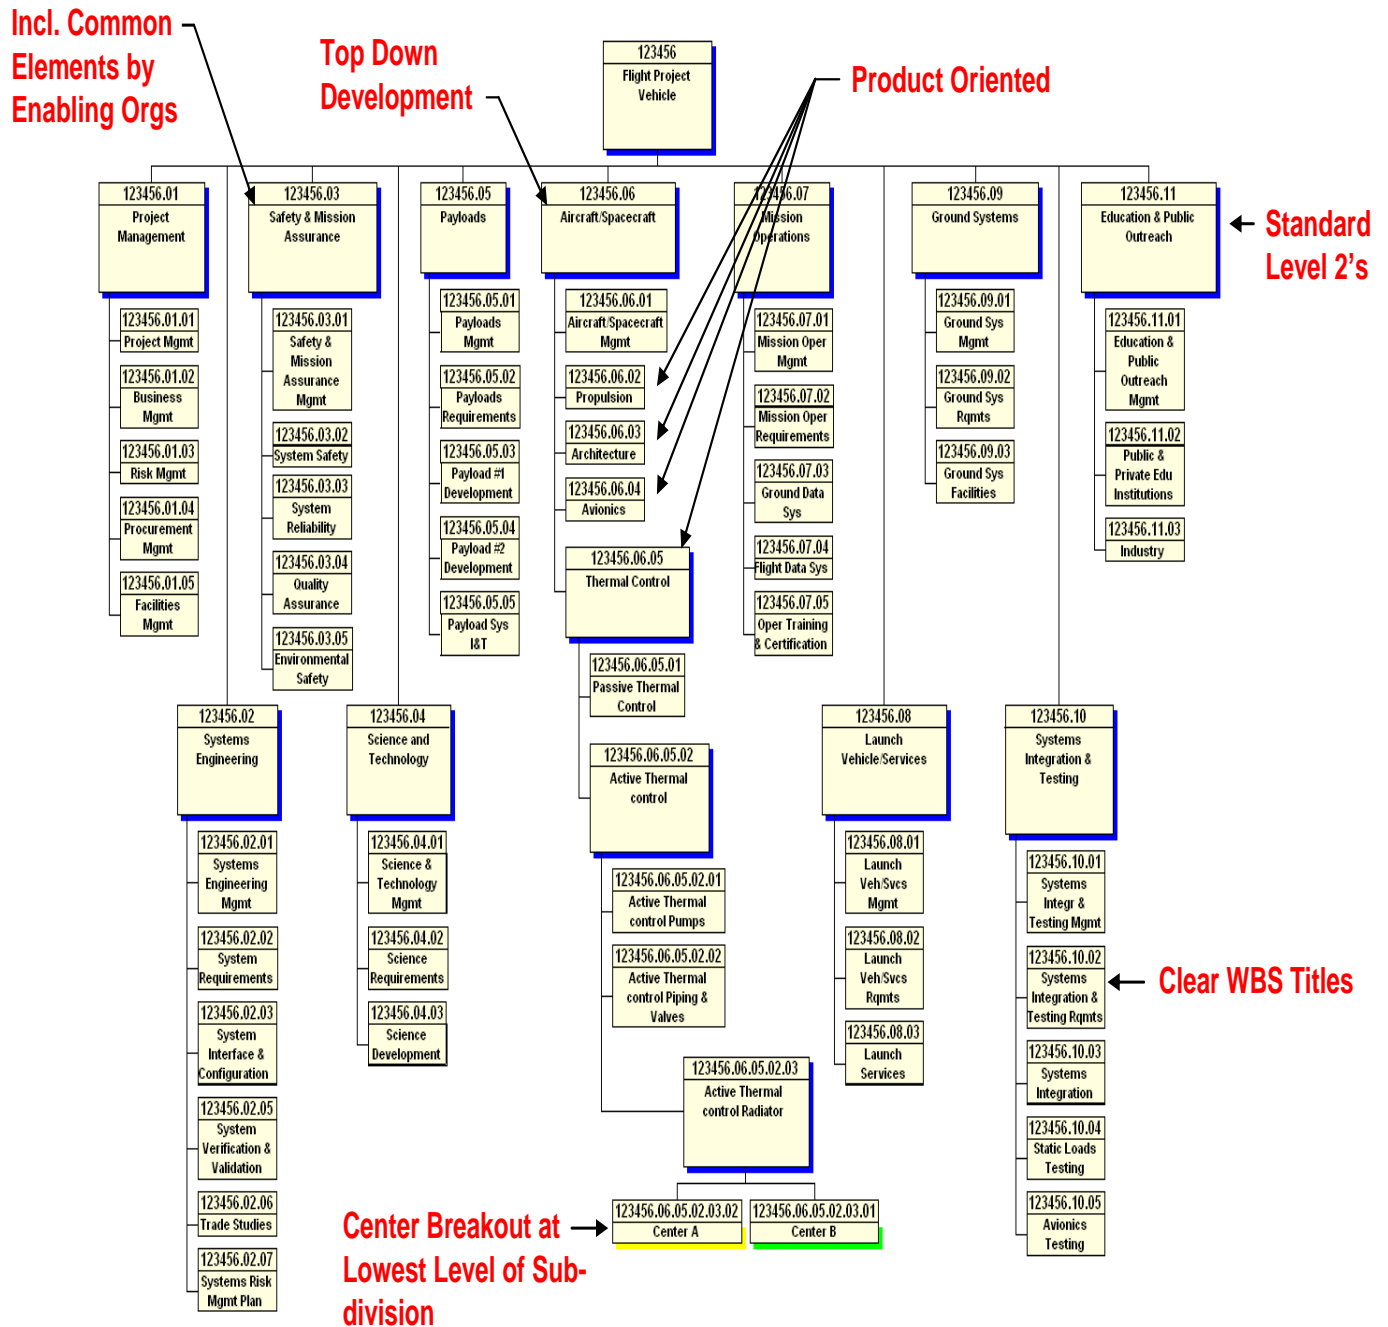 Incl. Common
Elements by
Enabling Orgs
Top Down
Development
Product Oriented
123456
Flight Project
Vehicle
123456.01
Project
Management
123456.03
Safety & Mission
Assurance
123456.05
Payloads
123456.06
Aircraft/Spacecraft
123456.07
Mission
Operations
123456.09
Ground Systems
123456.11
Education & Public
Outreach
Standard
Level 2's
123456.01.01
Project Mgmt
123456.01.02
Business
Mgmt
123456.01.03
Risk Mgmt
123456.01.04
Procurement
Mgmt
123456.01.05
Facilities
Mgmt
123456.03.01
Safety &
Mission
Assurance
Mgmt
123456.03.02
System Safety
123456.03.03
System
Reliability
123456.03.04
Quality
Assurance
123456.03.05
Environmental
Safety
123456.05.01
Payloads
Mgmt
123456.05.02
Payloads
Requirements
123456.05.03
Payload #1
Development
123456.05.04
Payload #2
Development
123456.05.05
Payload Sys
I&T
123456.06.01
Aircraft/Spacecraft
Mgmt
123456.06.02
Propulsion
123456.06.03
Architecture
123456.06.04
Avionics
123456.06.05
Thermal Control
123456.06.05.01
Passive Thermal
Control
123456.06.05.02
Active Thermal
control
123456.06.05.02.01
Active Thermal
control Pumps
123456.06.05.02.02
Active Thermal
control Piping &
Valves
123456.06.05.02.03
Active Thermal
control Radiator
123456.06.05.02.03.02
Center A
123456.06.05.02.03.01
Center B
123456.07.01
Mission Oper
Mgmt
123456.07.02
Mission Oper
Requirements
123456.07.03
Ground Data
Sys
123456.07.04
Flight Data Sys
123456.07.05
Oper Training
& Certification
123456.09.01
Ground Sys
Mgmt
123456.09.02
Ground Sys
Rqmts
123456.09.03
Ground Sys
Facilities
123456.11.01
Education &
Public
Outreach
Mgmt
123456.11.02
Public &
Private Edu
Institutions
123456.11.03
Industry
123456.02
Systems
Engineering
123456.02.01
Systems
Engineering
Mgmt
123456.02.02
System
Requirements
123456.02.03
System
Interface &
Configuration
123456.02.05
System
Verification &
Validation
123456.02.06
Trade Studies
123456.02.07
Systems Risk
Mgmt Plan
123456.04
Science and
Technology
123456.04.01
Science &
Technology
Mgmt
123456.04.02
Science
Requirements
123456.04.03
Science
Development
123456.08
Launch
Vehicle/Services
123456.08.01
Launch
Veh/Svcs
Mgmt
123456.08.02
Launch
Veh/Svcs
Rqmts
123456.08.03
Launch
Services
123456.10
Systems
Integration &
Testing
123456.10.01
Systems
Integr &
Testing Mgmt
123456.10.02
Systems
Integration &
Testing Rqmts
123456.10.03
Systems
Integration
123456.10.04
Static Loads
Testing
123456.10.05
Avionics
Testing
Clear WBS Titles
Center Breakout at
Lowest Level of Sub-
division